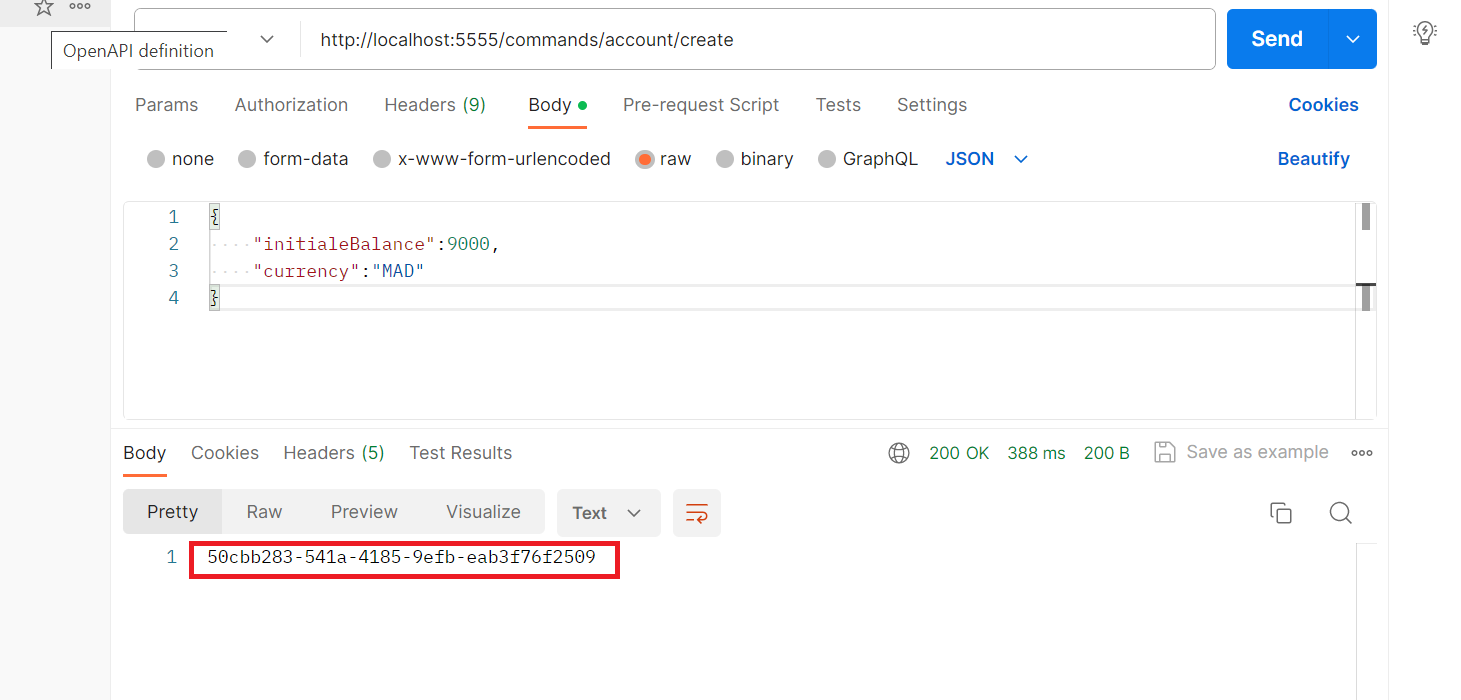 OpenAPI definition
http://localhost:5555/commands/account/create
Send
Params Authorization Headers (9) Body Pre-request Script Tests Settings Cookies
none form-data x-www-form-urlencoded raw binary GraphQL JSON Beautify
1 {
2 "initialeBalance":9000,
3 "currency":"MAD"
4 }
Body Cookies Headers (5) Test Results 200 OK 388 ms 200 B Save as example
Pretty Raw Preview Visualize Text
1 50cbb283-541a-4185-9efb-eab3f76f2509